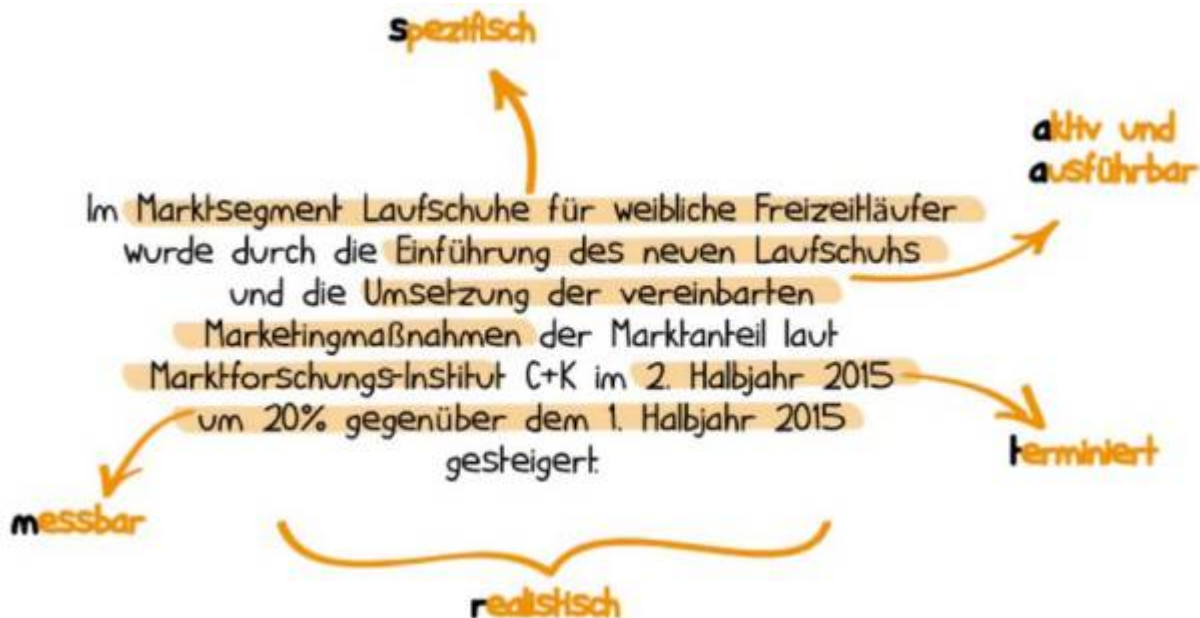 spezifisch
aktiv und
ausführbar
Im Marktsegment Laufschuhe für weibliche Freizeitläufer
wurde durch die Einführung des neuen Laufschuhs
und die Umsetzung der vereinbarten
Marketingmaßnahmen der Marktanteil laut
Marktforschungs-Institut C+K im 2. Halbjahr 2015
um 20% gegenüber dem 1. Halbjahr 2015
gesteigert.
terminiert
messbar
realistisch